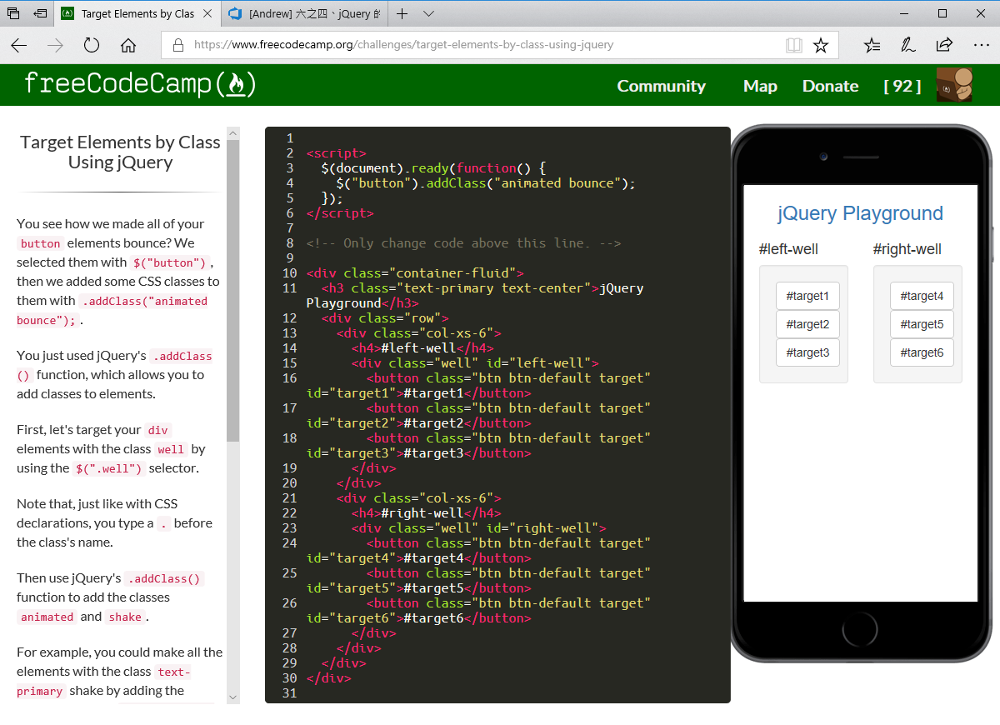 Target Elements by Clas
[Andrew] 六之四、jQuery 的
https://www.freecodecamp.org/challenges/target-elements-by-class-using-jquery
freeCodeCamp
Community Map Donate [ 92 ]
Target Elements by Class
Using jQuery
You see how we made all of your
button elements bounce? We
selected them with $("button") ,
then we added some CSS classes to
them with .addClass("animated
bounce"); .
You just used jQuery's .addClass
() function, which allows you to
add classes to elements.
First, let's target your div
elements with the class well by
using the $(".well") selector.
Note that, just like with CSS
declarations, you type a . before
the class's name.
Then use jQuery's .addClass()
function to add the classes
animated and shake .
For example, you could make all the
elements with the class text-
primary shake by adding the
1
2 <script>
3 $(document).ready(function() {
4 $("button").addClass("animated bounce");
5 });
6 </script>
7
8 <!-- Only change code above this line. -->
9
10 <div class="container-fluid">
11 <h3 class="text-primary text-center">jQuery
Playground</h3>
12 <div class="row">
13 <div class="col-xs-6">
14 <h4>#left-well</h4>
15 <div class="well" id="left-well">
16 <button class="btn btn-default target"
id="target1">#target1</button>
17 <button class="btn btn-default target"
id="target2">#target2</button>
18 <button class="btn btn-default target"
id="target3">#target3</button>
19 </div>
20 </div>
21 <div class="col-xs-6">
22 <h4>#right-well</h4>
23 <div class="well" id="right-well">
24 <button class="btn btn-default target"
id="target4">#target4</button>
25 <button class="btn btn-default target"
id="target5">#target5</button>
26 <button class="btn btn-default target"
id="target6">#target6</button>
27 </div>
28 </div>
29 </div>
30 </div>
31
jQuery Playground
#left-well
#target1
#target2
#target3
#right-well
#target4
#target5
#target6